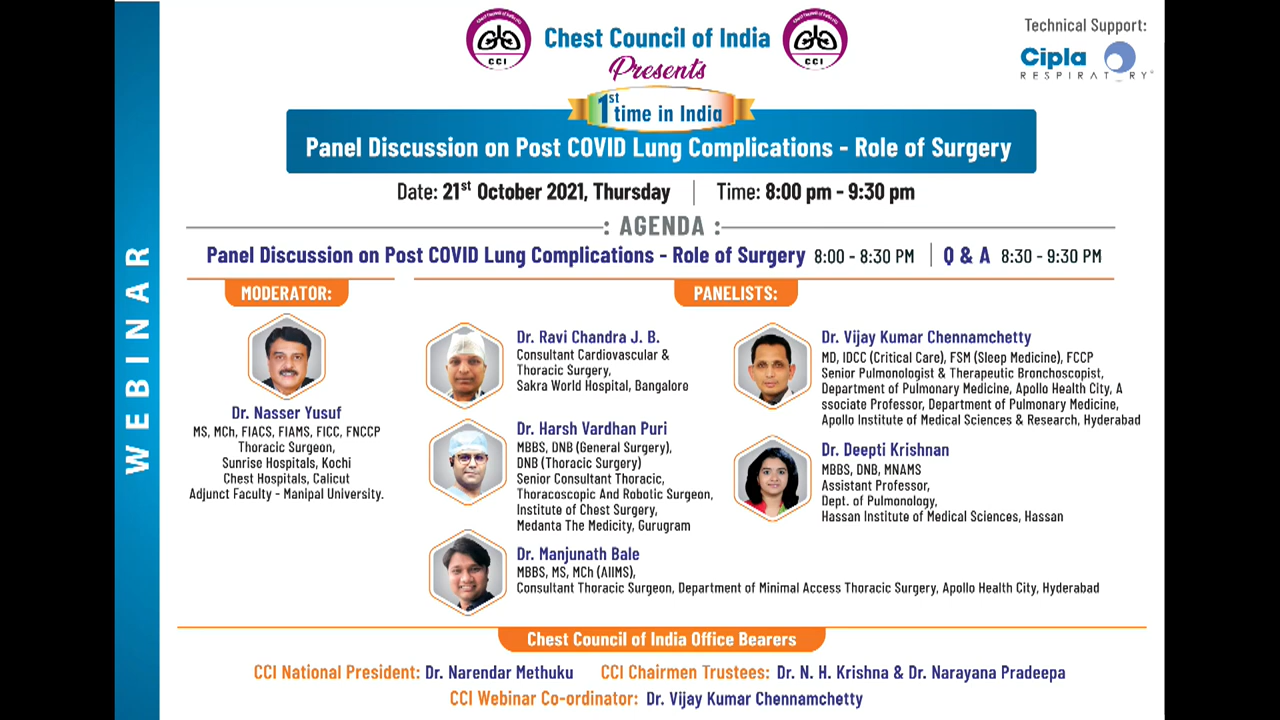 WEBINAR
Chest Council of India
CCI
CCI
Presents
Technical Support:
Cipla
RESPIRATORY
1st time in India
Panel Discussion on Post COVID Lung Complications - Role of Surgery
Date: 21st October 2021, Thursday | Time: 8:00 pm - 9:30 pm
: AGENDA :
Panel Discussion on Post COVID Lung Complications - Role of Surgery 8:00 - 8:30 PM | Q & A 8:30 - 9:30 PM
MODERATOR:
Dr. Nasser Yusuf
MS, MCh, FIACS, FIAMS, FICC, FNCCP
Thoracic Surgeon,
Sunrise Hospitals, Kochi
Chest Hospitals, Calicut
Adjunct Faculty - Manipal University.
PANELISTS:
Dr. Ravi Chandra J. B.
Consultant Cardiovascular &
Thoracic Surgery,
Sakra World Hospital, Bangalore
Dr. Harsh Vardhan Puri
MBBS, DNB (General Surgery),
DNB (Thoracic Surgery)
Senior Consultant Thoracic,
Thoracoscopic And Robotic Surgeon,
Institute of Chest Surgery,
Medanta The Medicity, Gurugram
Dr. Manjunath Bale
MBBS, MS, MCh (AIIMS),
Consultant Thoracic Surgeon, Department of Minimal Access Thoracic Surgery, Apollo Health City, Hyderabad
Dr. Vijay Kumar Chennamchetty
MD, IDCC (Critical Care), FSM (Sleep Medicine), FCCP
Senior Pulmonologist & Therapeutic Bronchoscopist,
Department of Pulmonary Medicine, Apollo Health City, A
ssociate Professor, Department of Pulmonary Medicine,
Apollo Institute of Medical Sciences & Research, Hyderabad
Dr. Deepti Krishnan
MBBS, DNB, MNAMS
Assistant Professor,
Dept. of Pulmonology,
Hassan Institute of Medical Sciences, Hassan
Chest Council of India Office Bearers
CCI National President: Dr. Narendar Methuku CCI Chairmen Trustees: Dr. N. H. Krishna & Dr. Narayana Pradeepa
CCI Webinar Co-ordinator: Dr. Vijay Kumar Chennamchetty